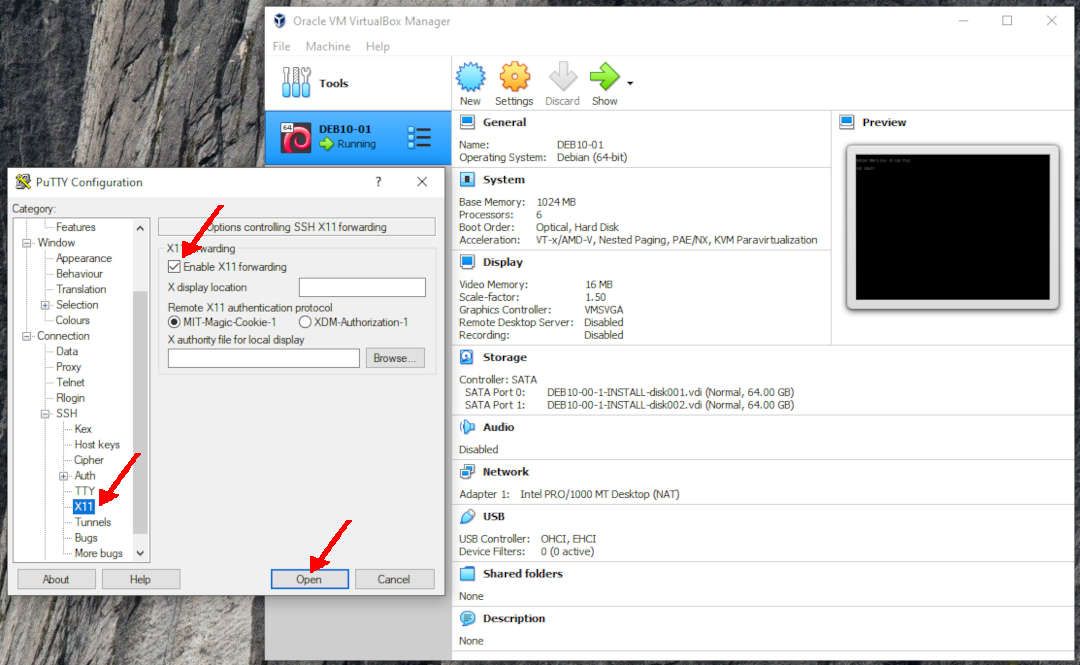 Oracle VM VirtualBox Manager
File Machine Help
Tools
New Settings Discard Show
64
DEB10-01
Running
General
Name: DEB10-01
Operating System: Debian (64-bit)
System
Base Memory: 1024 MB
Processors: 6
Boot Order: Optical, Hard Disk
Acceleration: VT-x/AMD-V, Nested Paging, PAE/NX, KVM Paravirtualization
Display
Video Memory: 16 MB
Scale-factor: 1.50
Graphics Controller: VMSVGA
Remote Desktop Server: Disabled
Recording: Disabled
Storage
Controller: SATA
SATA Port 0: DEB10-00-1-INSTALL-disk001.vdi (Normal, 64.00 GB)
SATA Port 1: DEB10-00-1-INSTALL-disk002.vdi (Normal, 64.00 GB)
Audio
Disabled
Network
Adapter 1: Intel PRO/1000 MT Desktop (NAT)
USB
USB Controller: OHCI, EHCI
Device Filters: 0 (0 active)
Shared folders
None
Description
None
Preview
PuTTY Configuration
?
Category:
Features
Window
Appearance
Behaviour
Translation
Selection
Colours
Connection
Data
Proxy
Telnet
Rlogin
SSH
Kex
Host keys
Cipher
Auth
TTY
X11
Tunnels
Bugs
More bugs
Options controlling SSH X11 forwarding
X11 forwarding
Enable X11 forwarding
X display location
Remote X11 authentication protocol
MIT-Magic-Cookie-1 XDM-Authorization-1
X authority file for local display
Browse...
About Help Open Cancel